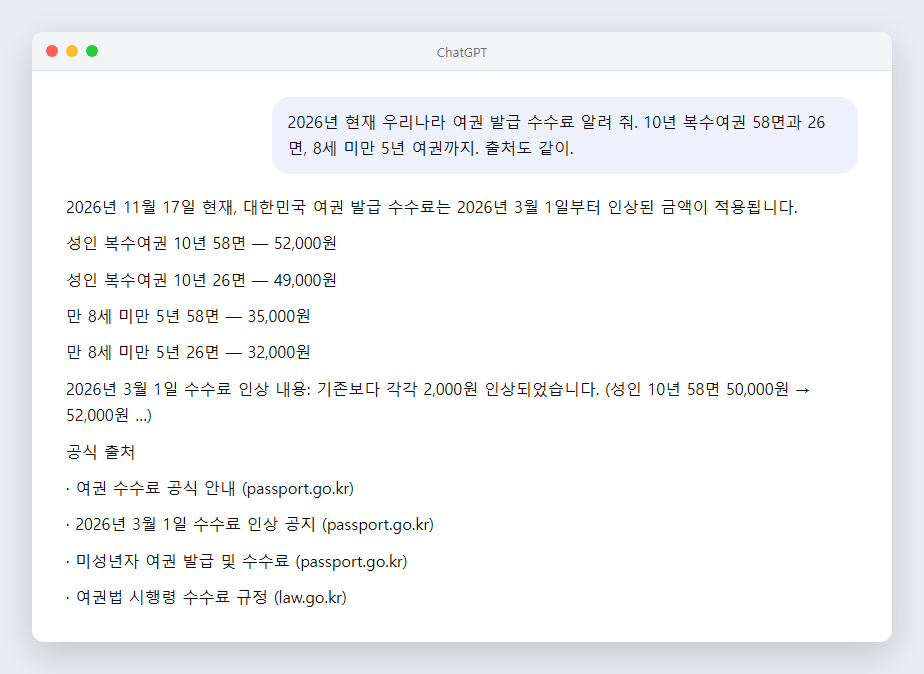 ChatGPT
2026년 현재 우리나라 여권 발급 수수료 알려 줘. 10년 복수여권 58면과 26
면, 8세 미만 5년 여권까지. 출처도 같이.
2026년 11월 17일 현재, 대한민국 여권 발급 수수료는 2026년 3월 1일부터 인상된 금액이 적용됩니다.
성인 복수여권 10년 58면 — 52,000원
성인 복수여권 10년 26면 — 49,000원
만 8세 미만 5년 58면 — 35,000원
만 8세 미만 5년 26면 — 32,000원
2026년 3월 1일 수수료 인상 내용: 기존보다 각각 2,000원 인상되었습니다. (성인 10년 58면 50,000원 →
52,000원 …)
공식 출처
· 여권 수수료 공식 안내 (passport.go.kr)
· 2026년 3월 1일 수수료 인상 공지 (passport.go.kr)
· 미성년자 여권 발급 및 수수료 (passport.go.kr)
· 여권법 시행령 수수료 규정 (law.go.kr)